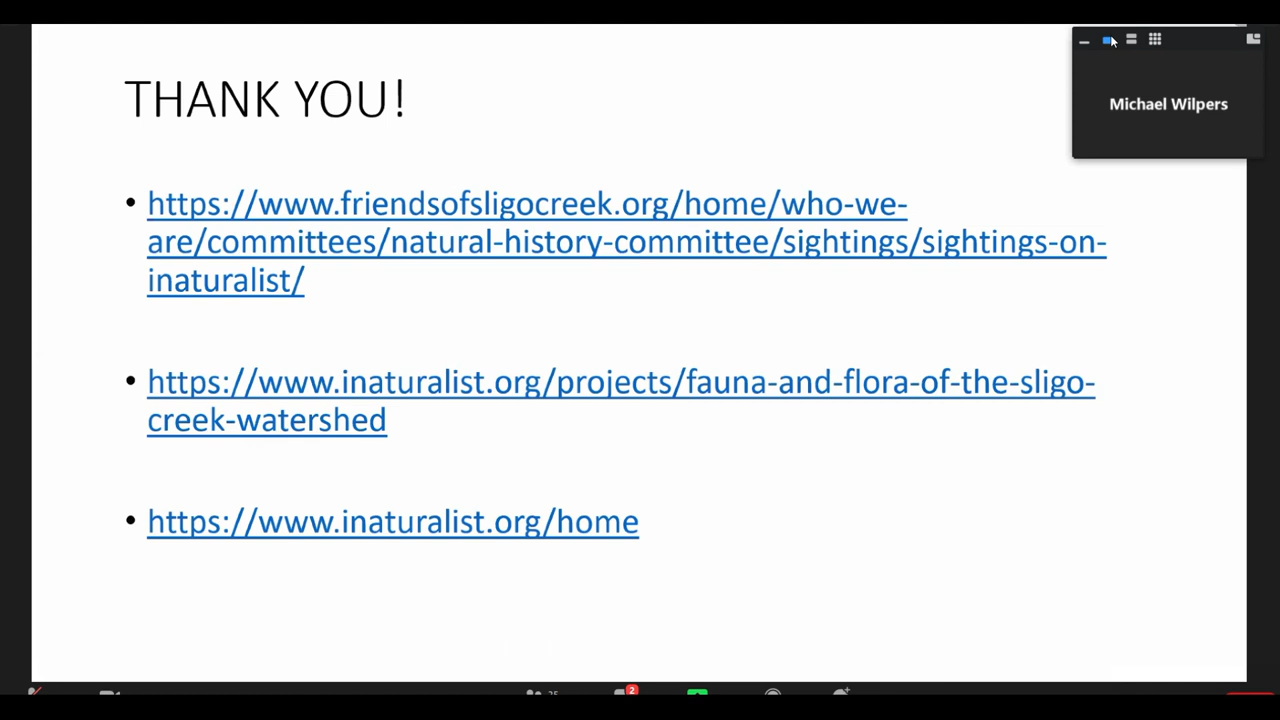 THANK YOU!
Michael Wilpers
• https://www.friendsofsligocreek.org/home/who-we-
are/committees/natural-history-committee/sightings/sightings-on-
inaturalist/
• https://www.inaturalist.org/projects/fauna-and-flora-of-the-sligo-
creek-watershed
• https://www.inaturalist.org/home
2